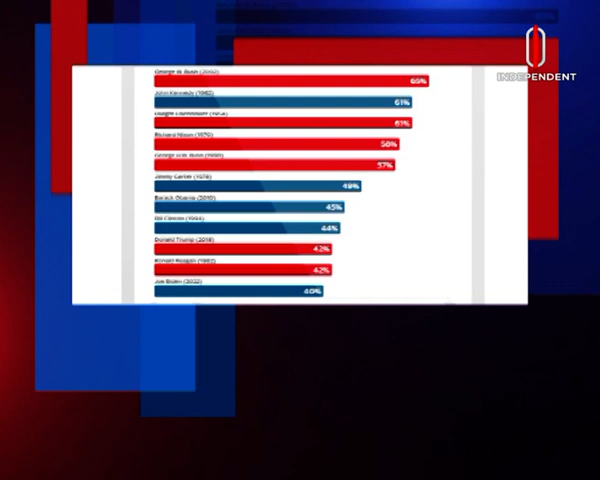 INDEPENDENT
George W. Bush (2002)
65%
John Kennedy (1962)
61%
Dwight Eisenhower (1954)
61%
Richard Nixon (1970)
58%
George H.W. Bush (1990)
57%
Jimmy Carter (1978)
49%
Barack Obama (2010)
45%
Bill Clinton (1994)
44%
Donald Trump (2018)
42%
Ronald Reagan (1982)
42%
Joe Biden (2022)
40%